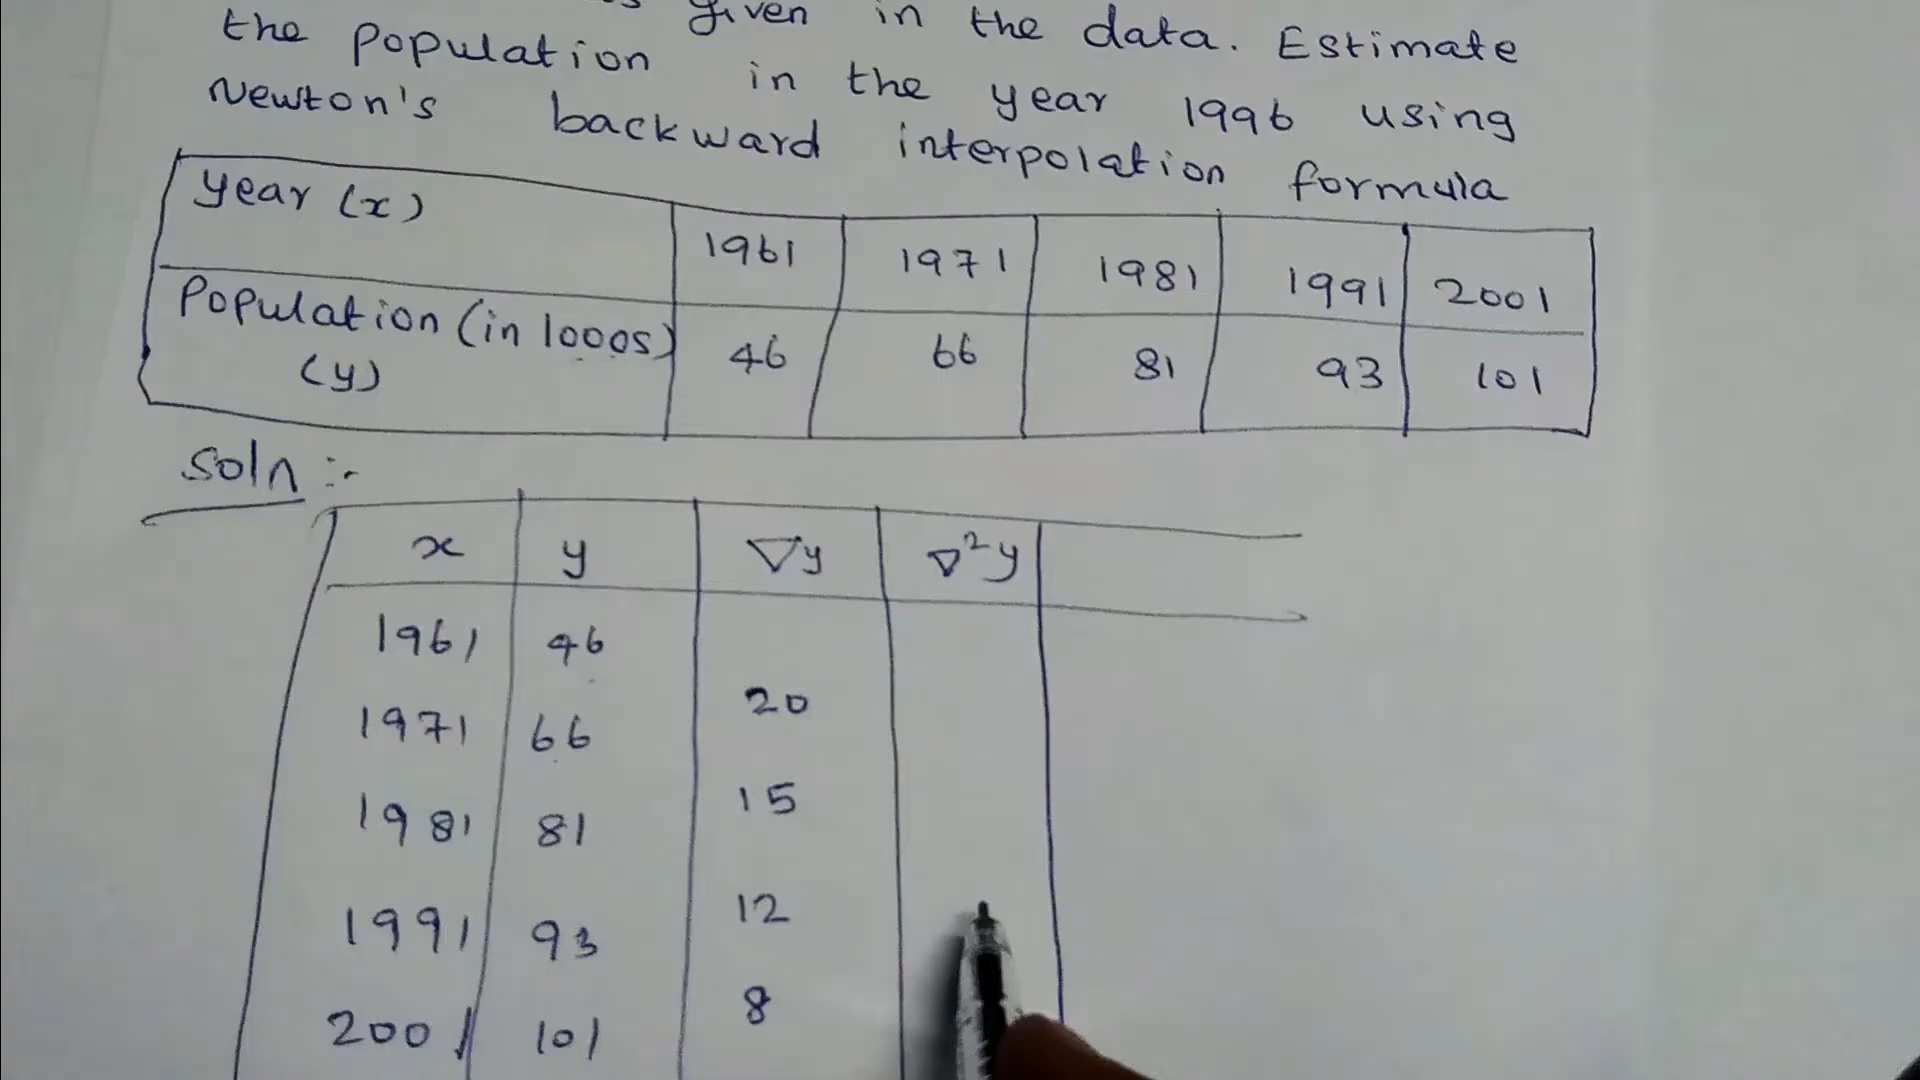 given in the data. Estimate
the population in the year 1996 using
Newton's backward interpolation formula
Year (x) 1961 1971 1981 1991 2001
Population (in 1000s) 46 66 81 93 101
(y)
Soln :-
x y ∇y ∇²y
1961 46
20
1971 66
15
1981 81
12
1991 93
8
2001 101